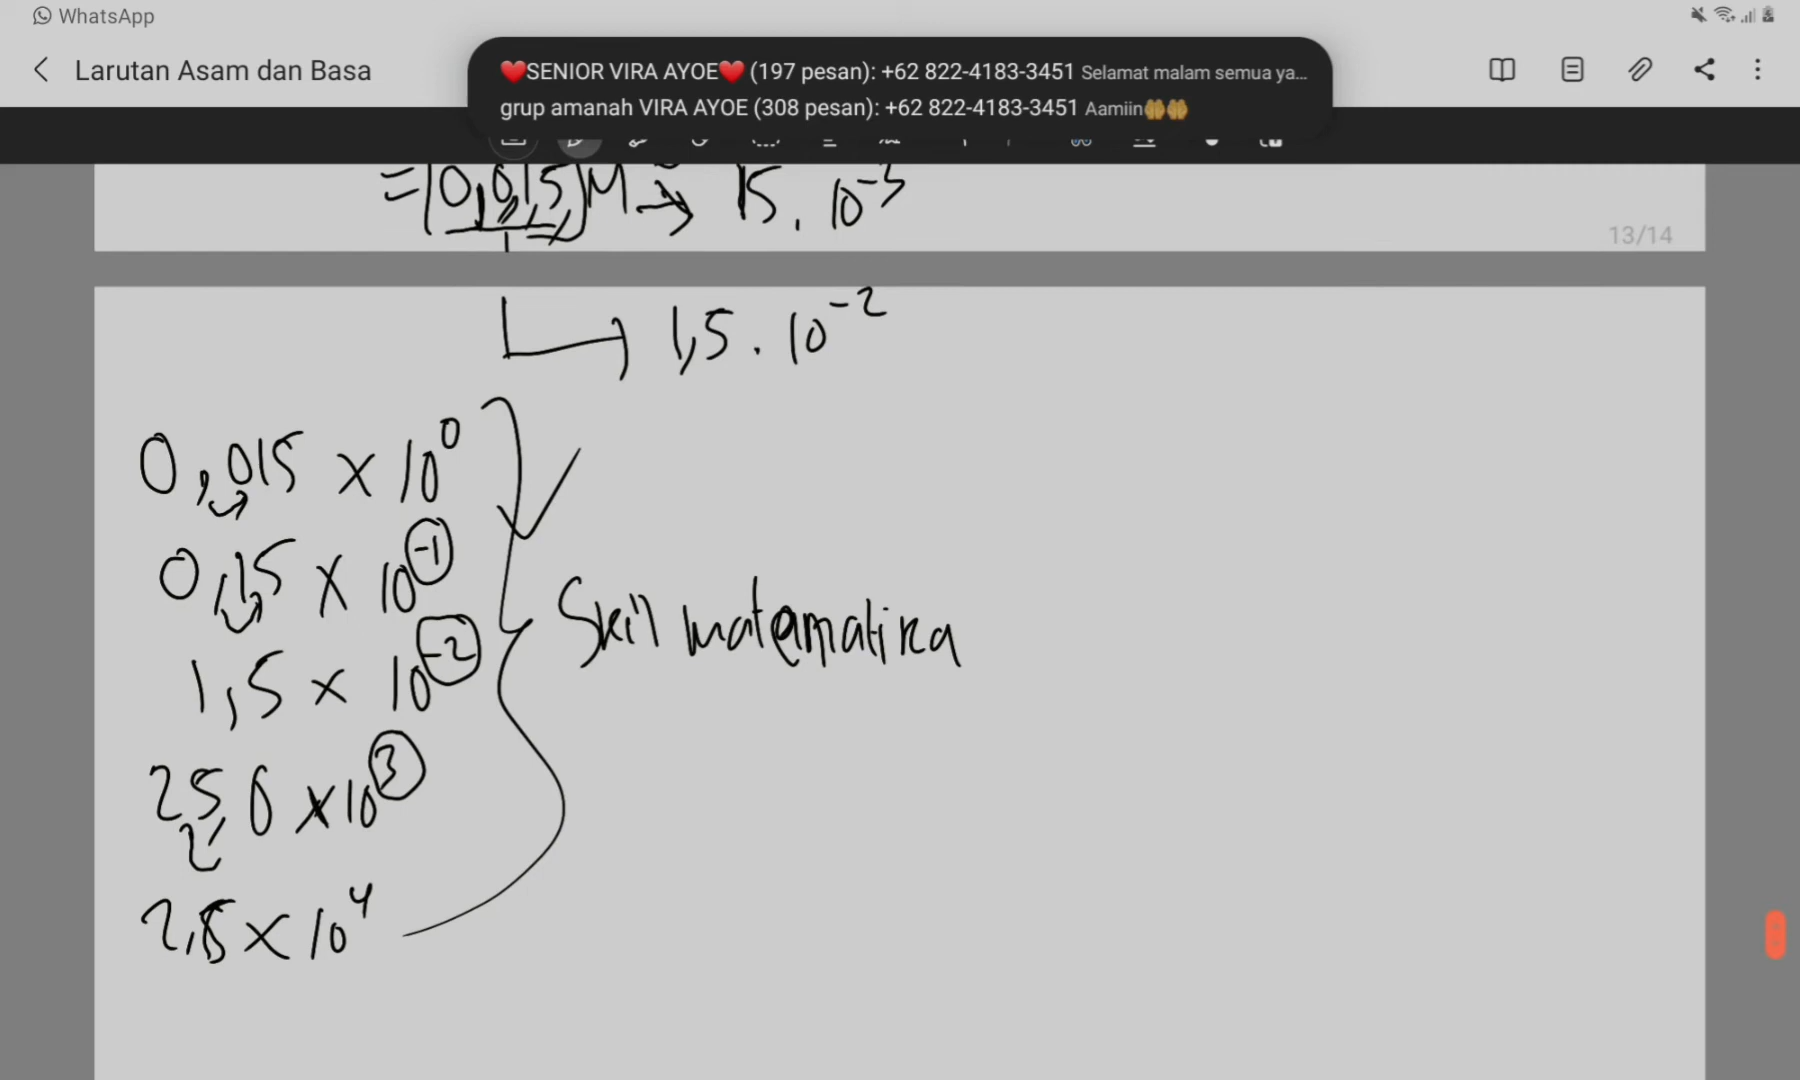 WhatsApp
Larutan Asam dan Basa
❤️SENIOR VIRA AYOE❤️ (197 pesan): +62 822-4183-3451 Selamat malam semua ya...
grup amanah VIRA AYOE (308 pesan): +62 822-4183-3451 Aamiin🤲🤲
= 0,015 M → 15 . 10⁻³
13/14
1,5 . 10⁻²
0,015 x 10⁰
0,15 x 10⁻¹
1,5 x 10⁻²
Skil matematika
25,0 x 10³
2,5 x 10⁴